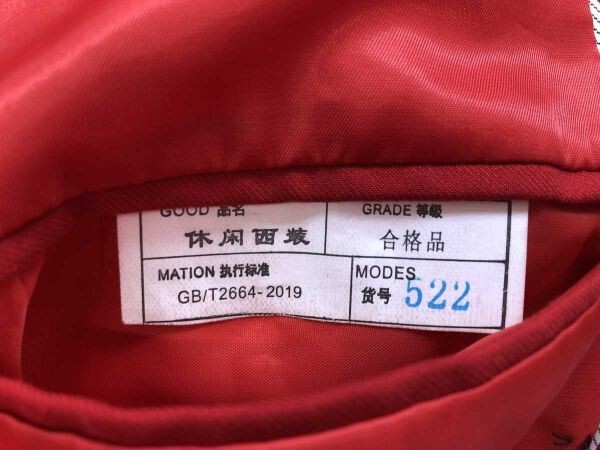 GOOD 品名
休闲西装
GRADE 等级
合格品
MATION 执行标准
GB/T2664-2019
MODES
货号 522